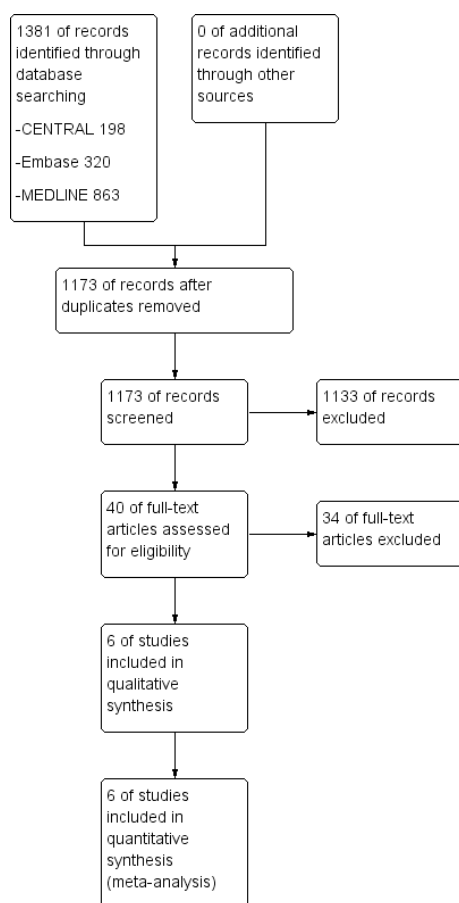 1381 of records
identified through
database
searching
-CENTRAL 198
-Embase 320
-MEDLINE 863
0 of additional
records identified
through other
sources
1173 of records after
duplicates removed
1173 of records
screened
1133 of records
excluded
40 of full-text
articles assessed
for eligibility
34 of full-text
articles excluded
6 of studies
included in
qualitative
synthesis
6 of studies
included in
quantitative
synthesis
(meta-analysis)